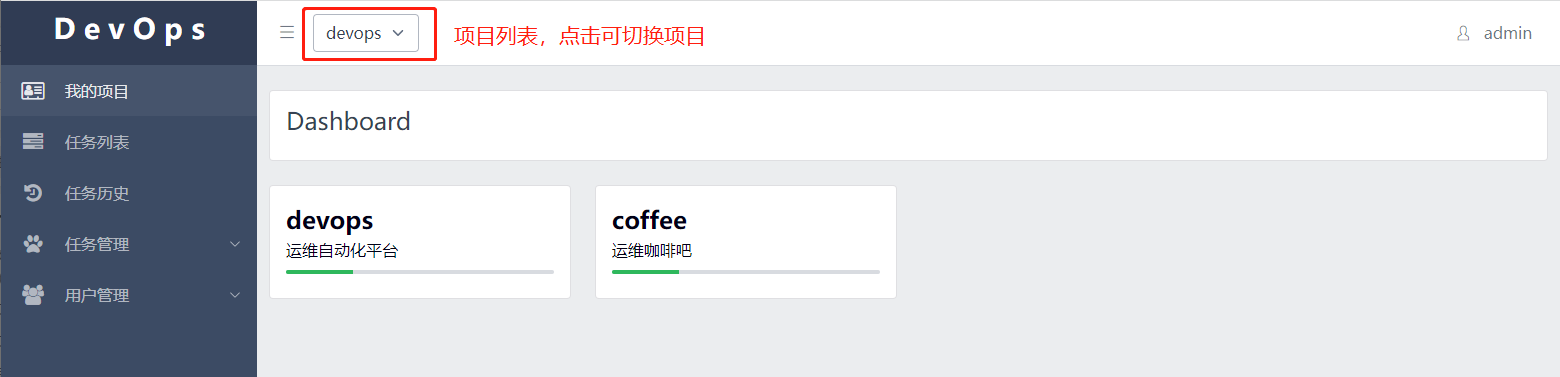 DevOps
devops
项目列表，点击可切换项目
admin
我的项目
任务列表
任务历史
任务管理
用户管理
Dashboard
devops
运维自动化平台
coffee
运维咖啡吧